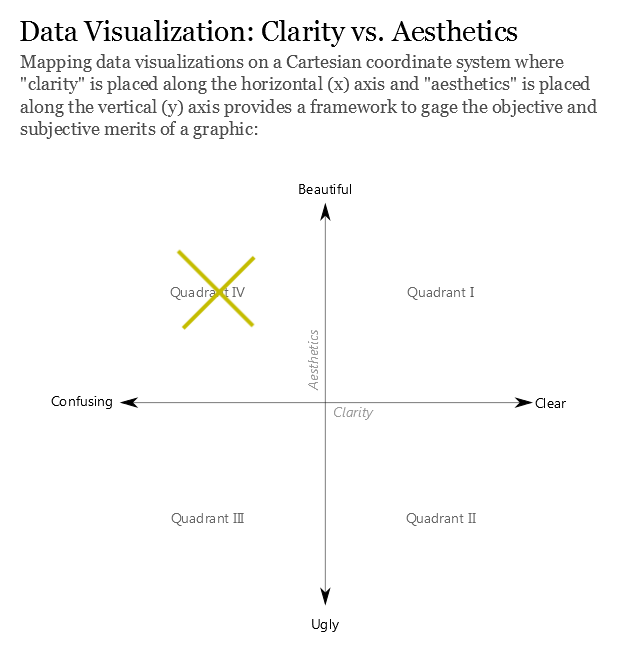 Data Visualization: Clarity vs. Aesthetics
Mapping data visualizations on a Cartesian coordinate system where
"clarity" is placed along the horizontal (x) axis and "aesthetics" is placed
along the vertical (y) axis provides a framework to gage the objective and
subjective merits of a graphic:
Beautiful
Quadrant IV
Quadrant I
Aesthetics
Confusing
Clear
Clarity
Quadrant III
Quadrant II
Ugly